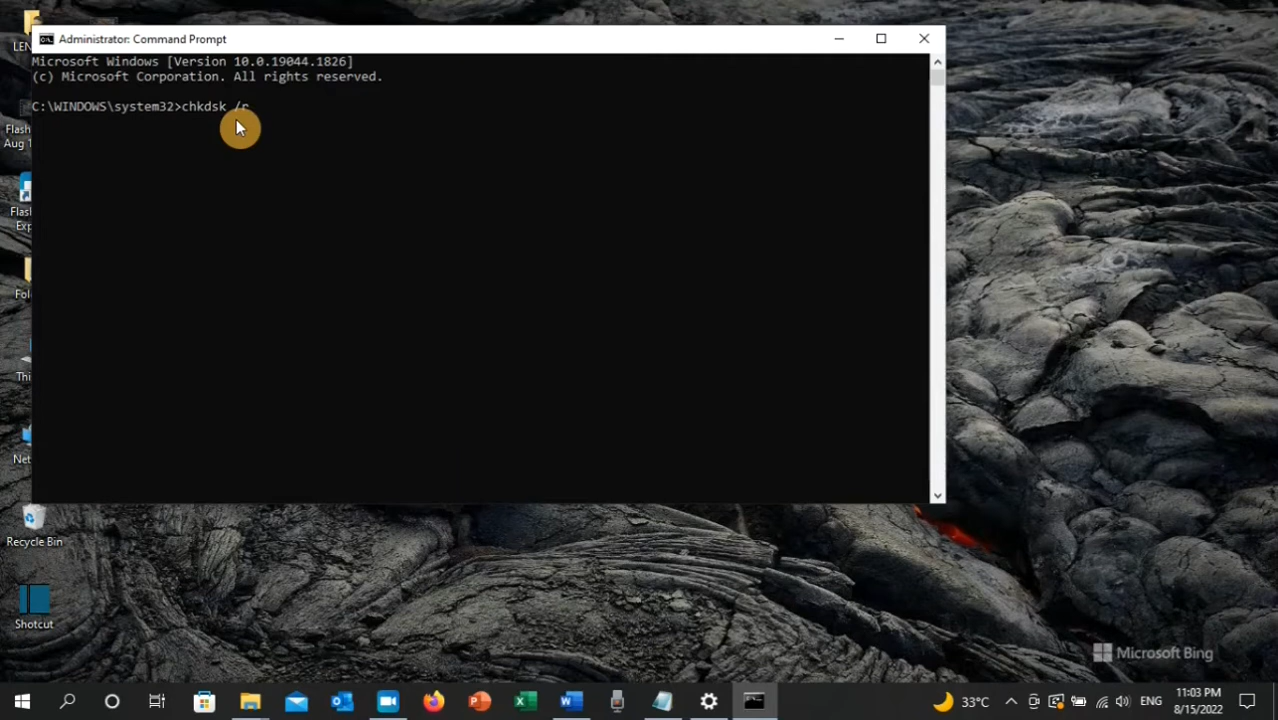 LEN
Administrator: Command Prompt
Microsoft Windows [Version 10.0.19044.1826]
(c) Microsoft Corporation. All rights reserved.
C:\WINDOWS\system32>chkdsk /r
Flash
Aug 1
Flas
Exp
Fol
Thi
Net
Recycle Bin
Shotcut
Microsoft Bing
33°C
ENG
11:03 PM
8/15/2022